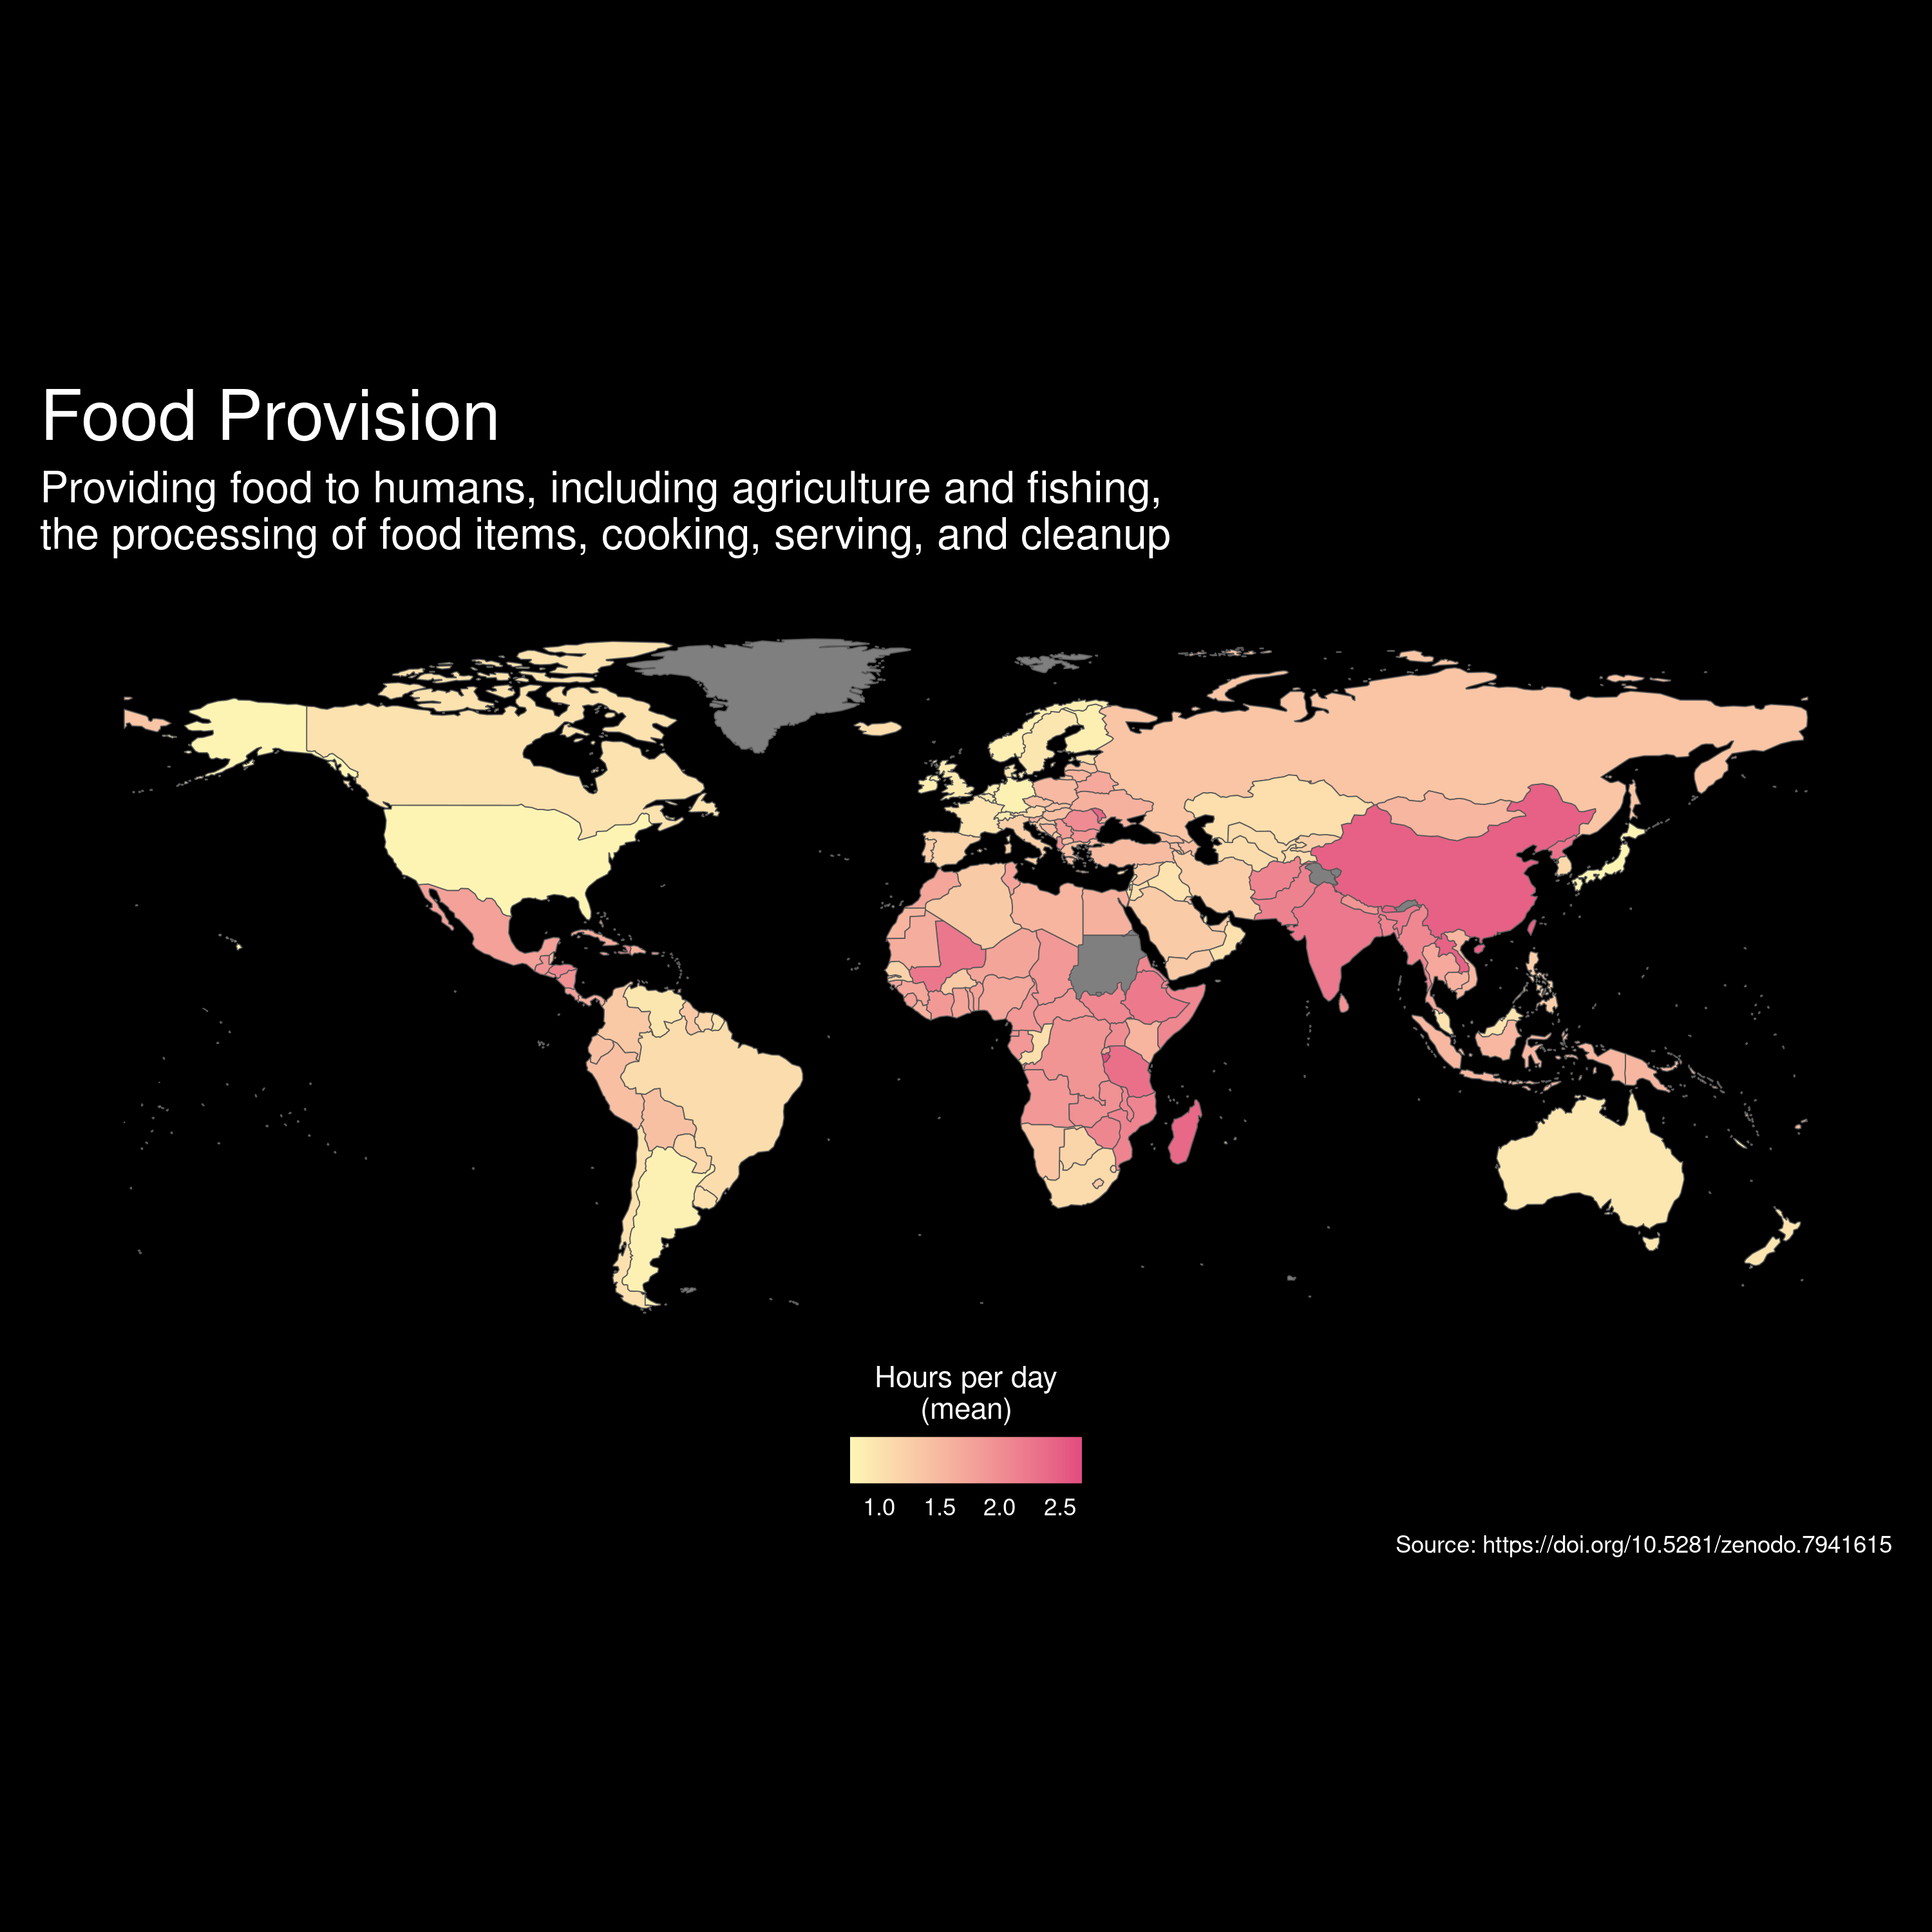 Food Provision
Providing food to humans, including agriculture and fishing,
the processing of food items, cooking, serving, and cleanup
Hours per day
(mean)
1.0 1.5 2.0 2.5
Source: https://doi.org/10.5281/zenodo.7941615